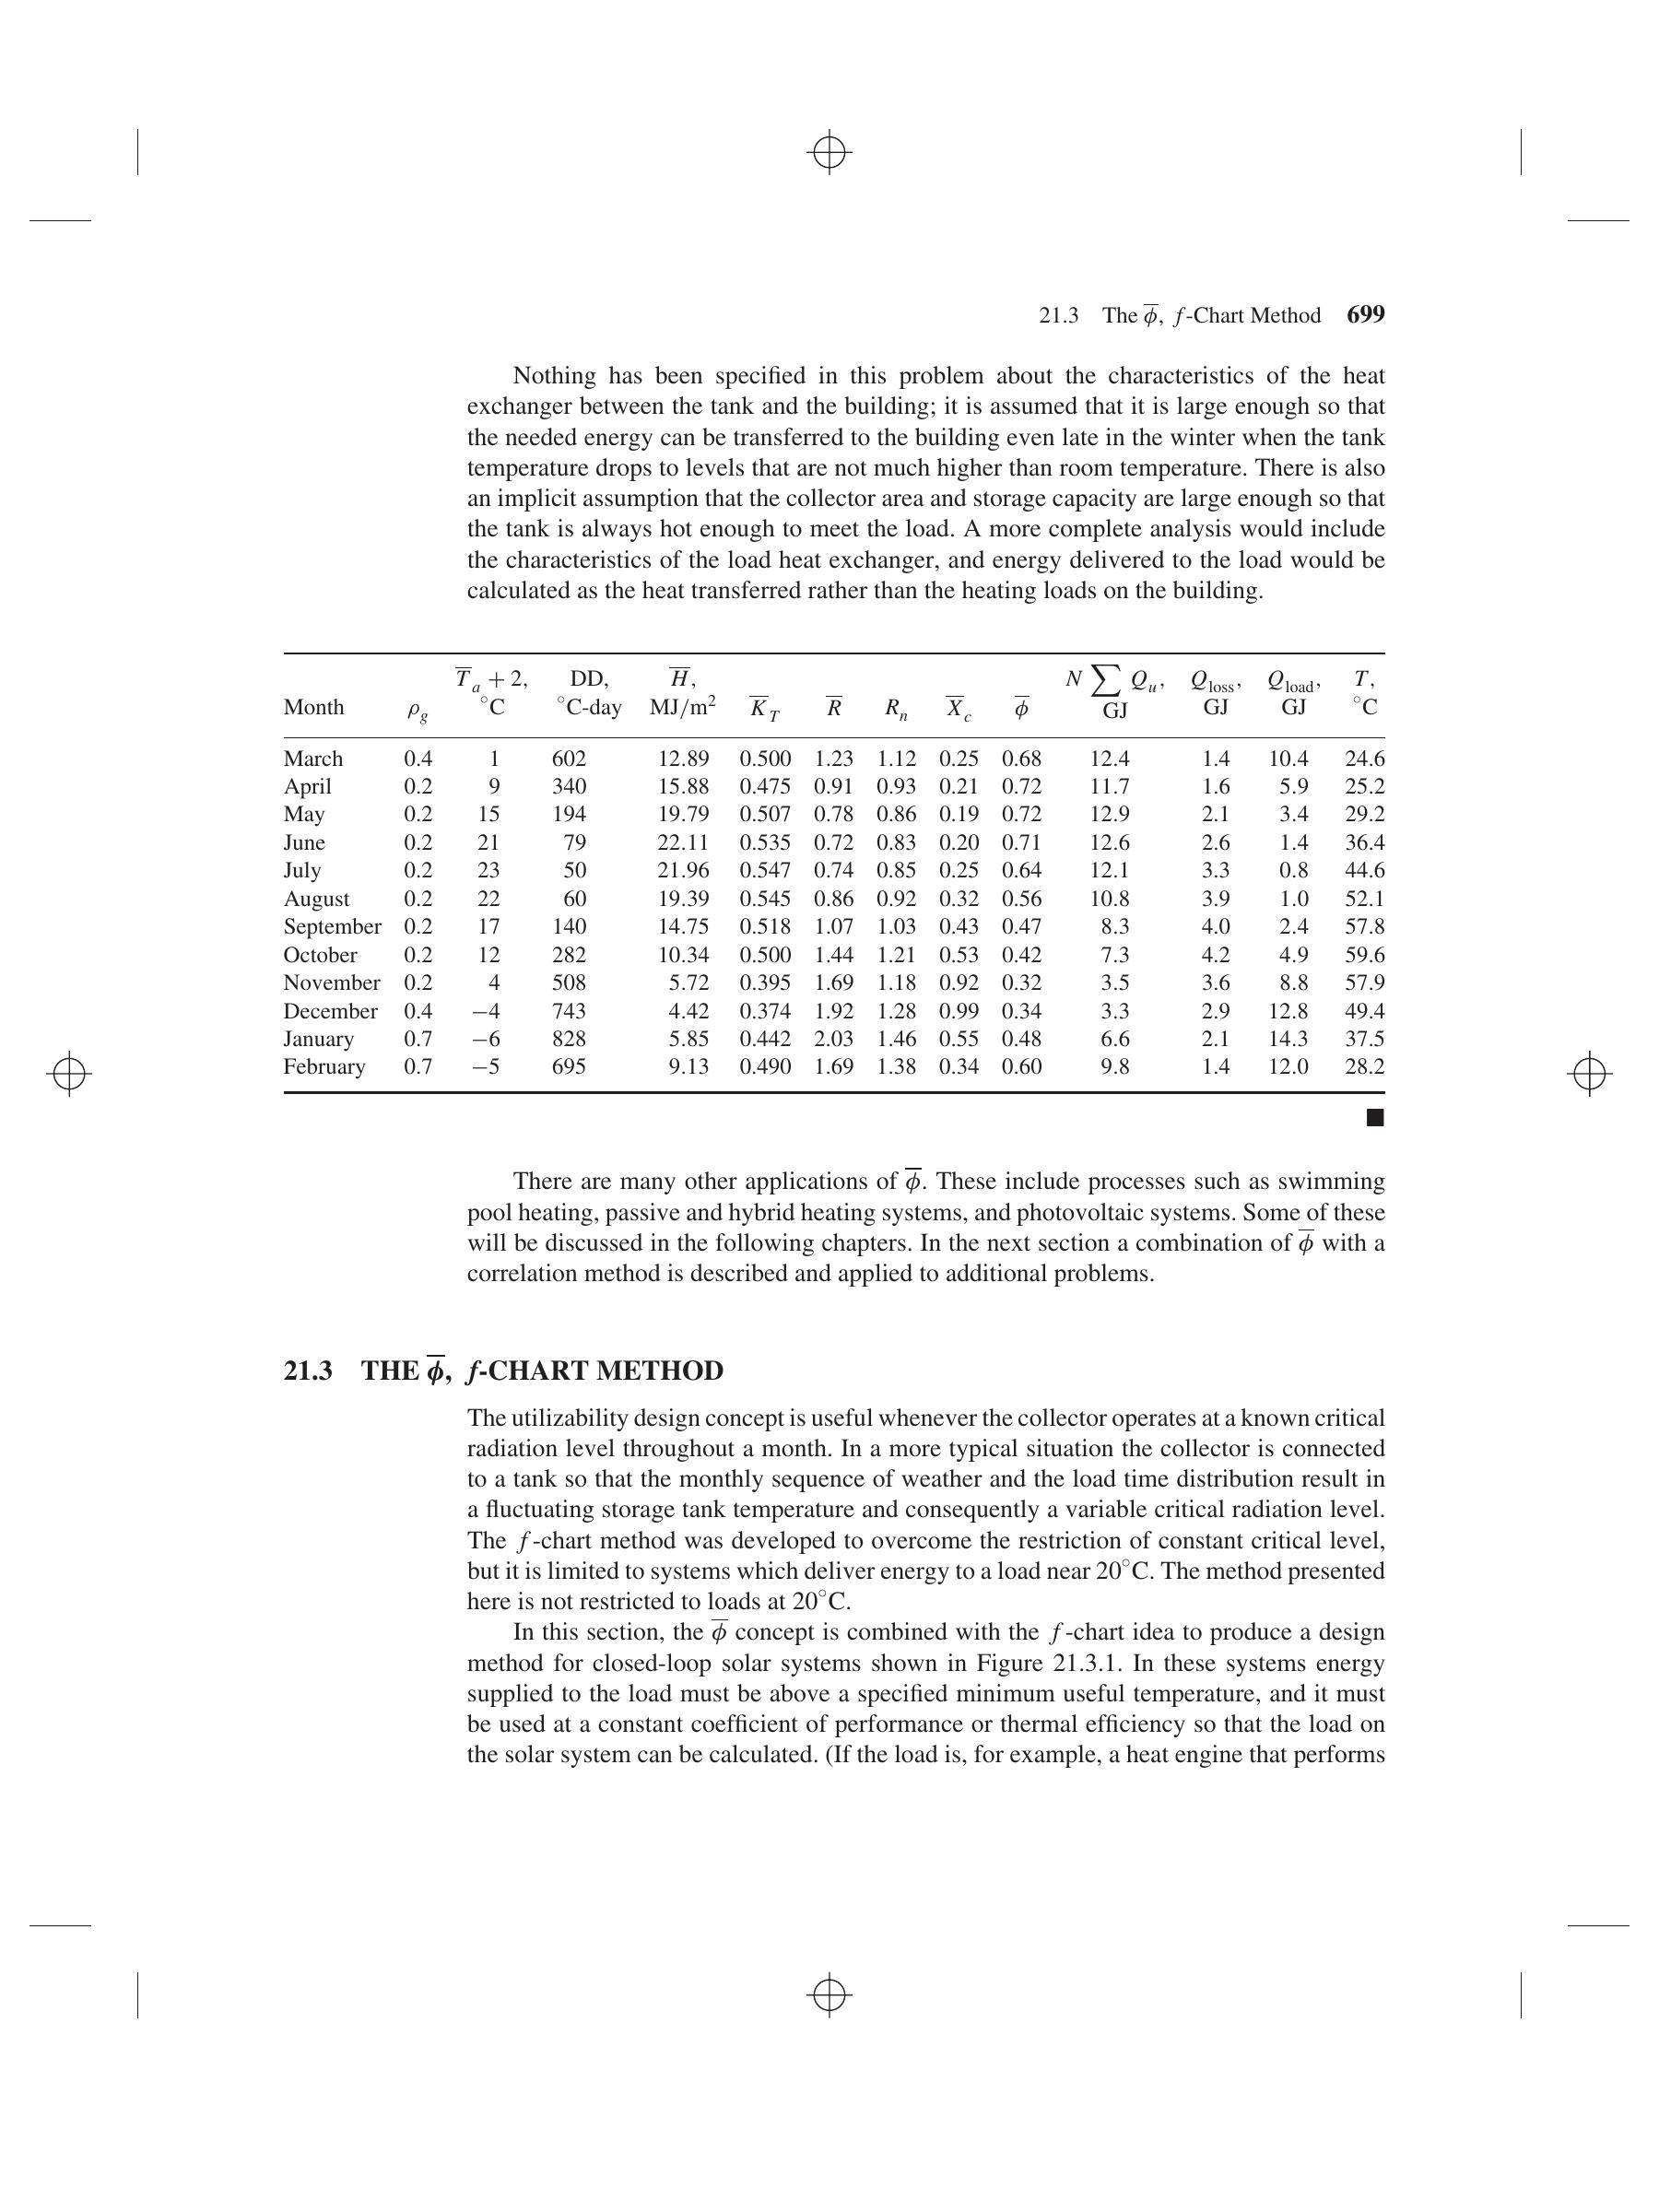 21.3 The ϕ̅, f-Chart Method 699
Nothing has been specified in this problem about the characteristics of the heat
exchanger between the tank and the building; it is assumed that it is large enough so that
the needed energy can be transferred to the building even late in the winter when the tank
temperature drops to levels that are not much higher than room temperature. There is also
an implicit assumption that the collector area and storage capacity are large enough so that
the tank is always hot enough to meet the load. A more complete analysis would include
the characteristics of the load heat exchanger, and energy delivered to the load would be
calculated as the heat transferred rather than the heating loads on the building.
T̅a + 2, DD, H̅, N ∑ Qu, Qloss, Qload, T,
Month ρg °C °C-day MJ/m² K̅T R̅ Rn X̅c ϕ̅ GJ GJ GJ °C
March 0.4 1 602 12.89 0.500 1.23 1.12 0.25 0.68 12.4 1.4 10.4 24.6
April 0.2 9 340 15.88 0.475 0.91 0.93 0.21 0.72 11.7 1.6 5.9 25.2
May 0.2 15 194 19.79 0.507 0.78 0.86 0.19 0.72 12.9 2.1 3.4 29.2
June 0.2 21 79 22.11 0.535 0.72 0.83 0.20 0.71 12.6 2.6 1.4 36.4
July 0.2 23 50 21.96 0.547 0.74 0.85 0.25 0.64 12.1 3.3 0.8 44.6
August 0.2 22 60 19.39 0.545 0.86 0.92 0.32 0.56 10.8 3.9 1.0 52.1
September 0.2 17 140 14.75 0.518 1.07 1.03 0.43 0.47 8.3 4.0 2.4 57.8
October 0.2 12 282 10.34 0.500 1.44 1.21 0.53 0.42 7.3 4.2 4.9 59.6
November 0.2 4 508 5.72 0.395 1.69 1.18 0.92 0.32 3.5 3.6 8.8 57.9
December 0.4 −4 743 4.42 0.374 1.92 1.28 0.99 0.34 3.3 2.9 12.8 49.4
January 0.7 −6 828 5.85 0.442 2.03 1.46 0.55 0.48 6.6 2.1 14.3 37.5
February 0.7 −5 695 9.13 0.490 1.69 1.38 0.34 0.60 9.8 1.4 12.0 28.2
There are many other applications of ϕ̅. These include processes such as swimming
pool heating, passive and hybrid heating systems, and photovoltaic systems. Some of these
will be discussed in the following chapters. In the next section a combination of ϕ̅ with a
correlation method is described and applied to additional problems.
21.3 THE ϕ̅, f-CHART METHOD
The utilizability design concept is useful whenever the collector operates at a known critical
radiation level throughout a month. In a more typical situation the collector is connected
to a tank so that the monthly sequence of weather and the load time distribution result in
a fluctuating storage tank temperature and consequently a variable critical radiation level.
The f-chart method was developed to overcome the restriction of constant critical level,
but it is limited to systems which deliver energy to a load near 20°C. The method presented
here is not restricted to loads at 20°C.
In this section, the ϕ̅ concept is combined with the f-chart idea to produce a design
method for closed-loop solar systems shown in Figure 21.3.1. In these systems energy
supplied to the load must be above a specified minimum useful temperature, and it must
be used at a constant coefficient of performance or thermal efficiency so that the load on
the solar system can be calculated. (If the load is, for example, a heat engine that performs